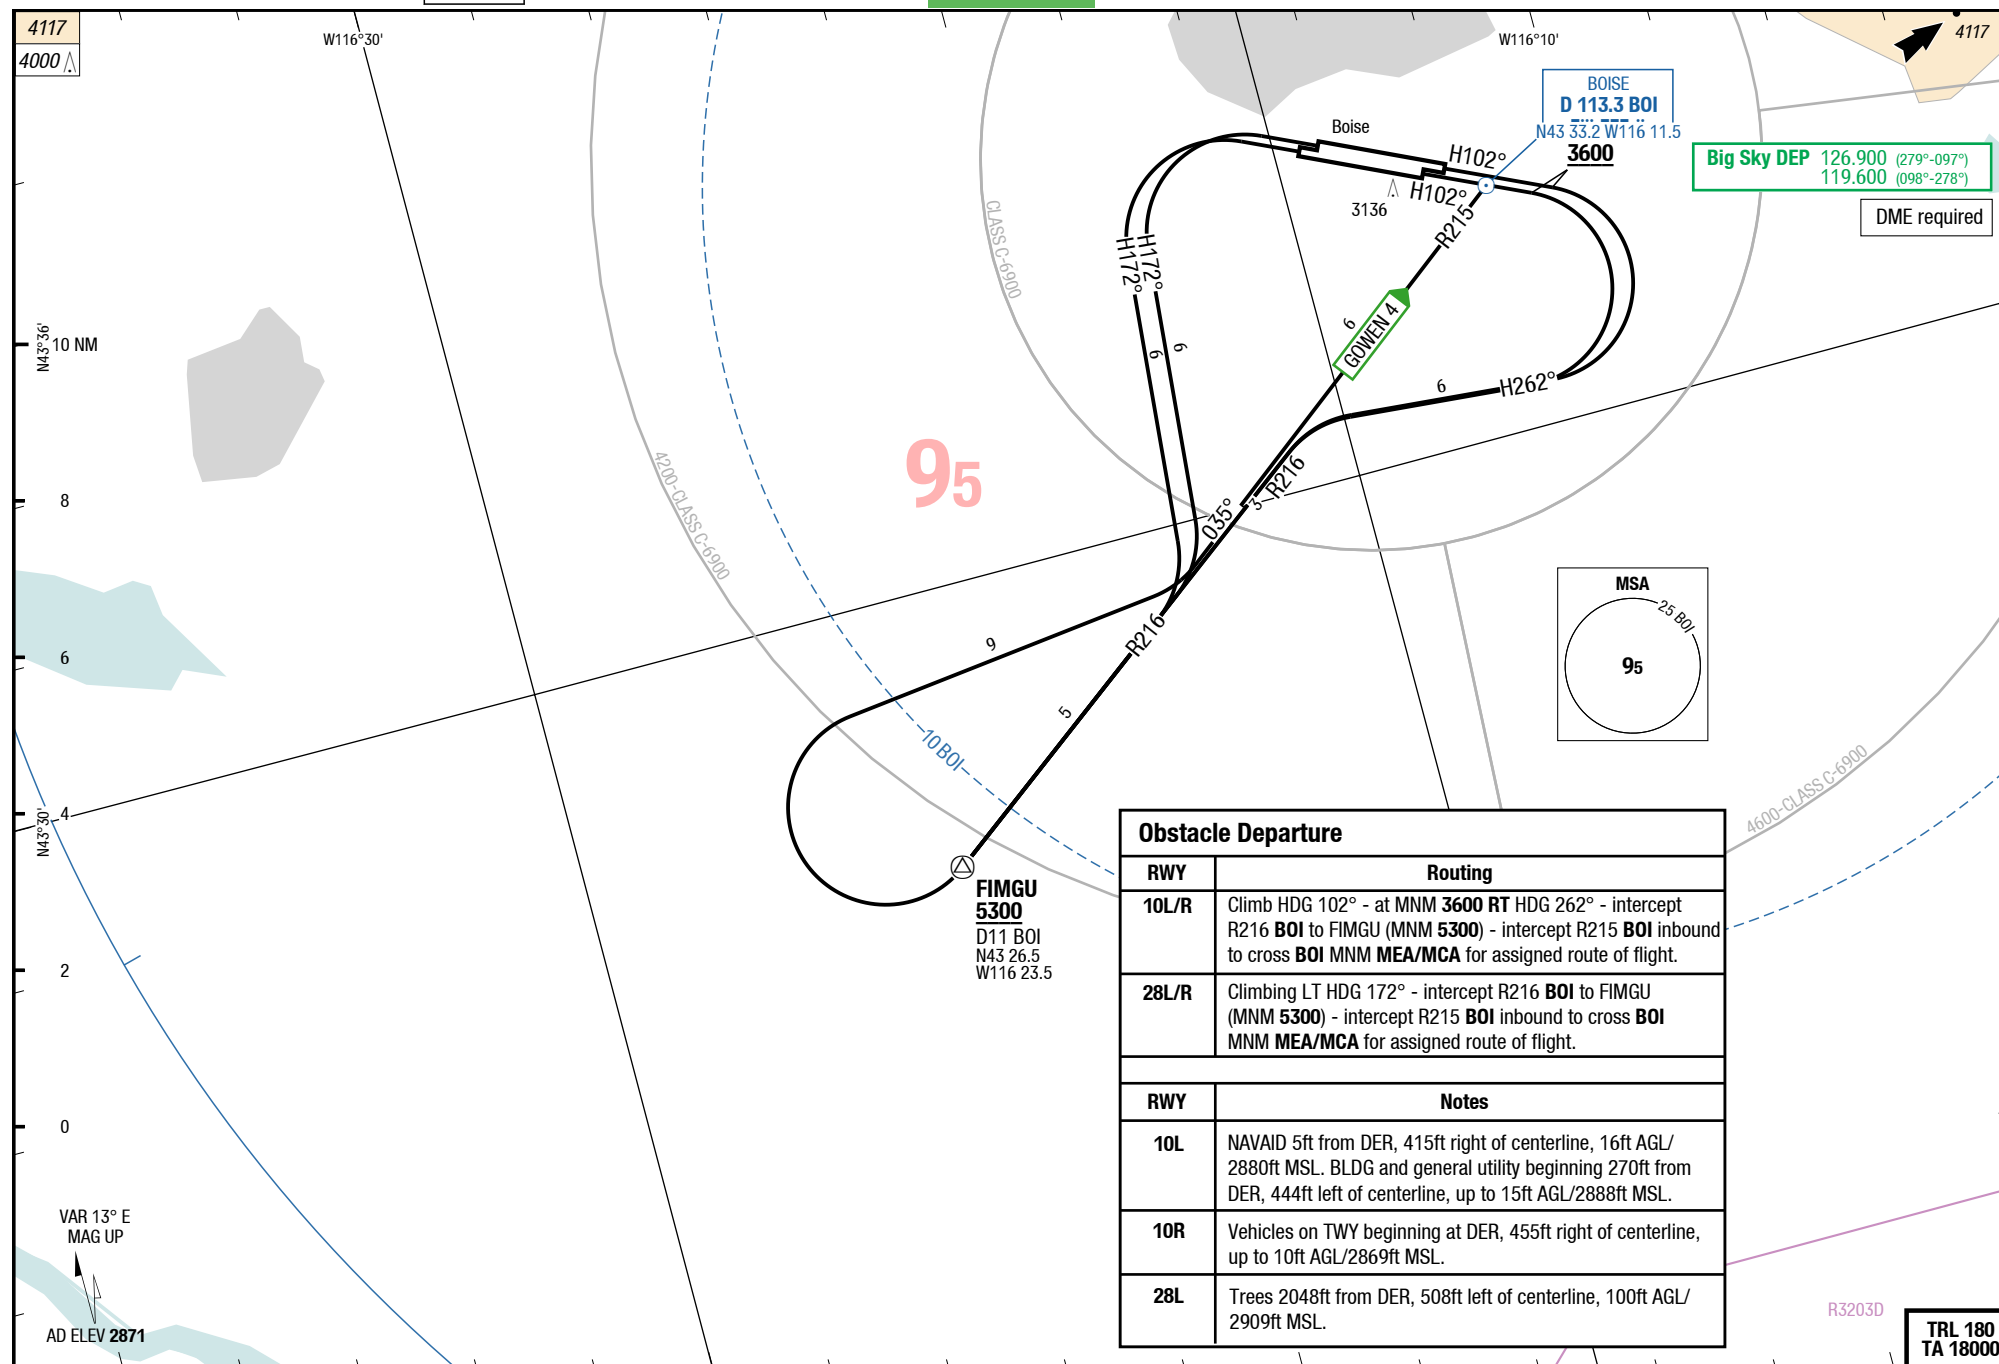 4117
4000
W116°30'
W116°10'
4117
BOISE
D 113.3 BOI
N43 33.2 W116 11.5
3600
Boise
H102°
H102°
3136
R215
Big Sky DEP 126.900 (279°-097°)
119.600 (098°-278°)
DME required
CLASS C-6900
H172°
H172°
6
GOWEN 4
N43°36'
10 NM
6
6
6
H262°
95
4200-CLASS C-6900
8
035°
3
R216
MSA
25 BOI
95
6
9
R216
5
10 BOI
4600-CLASS C-6900
N43°30'
4
FIMGU
5300
D11 BOI
N43 26.5
W116 23.5
2
0
Obstacle Departure
RWY Routing
10L/R Climb HDG 102° - at MNM 3600 RT HDG 262° - intercept
R216 BOI to FIMGU (MNM 5300) - intercept R215 BOI inbound
to cross BOI MNM MEA/MCA for assigned route of flight.
28L/R Climbing LT HDG 172° - intercept R216 BOI to FIMGU
(MNM 5300) - intercept R215 BOI inbound to cross BOI
MNM MEA/MCA for assigned route of flight.
RWY Notes
10L NAVAID 5ft from DER, 415ft right of centerline, 16ft AGL/
2880ft MSL. BLDG and general utility beginning 270ft from
DER, 444ft left of centerline, up to 15ft AGL/2888ft MSL.
10R Vehicles on TWY beginning at DER, 455ft right of centerline,
up to 10ft AGL/2869ft MSL.
28L Trees 2048ft from DER, 508ft left of centerline, 100ft AGL/
2909ft MSL.
VAR 13° E
MAG UP
AD ELEV 2871
R3203D
TRL 180
TA 18000